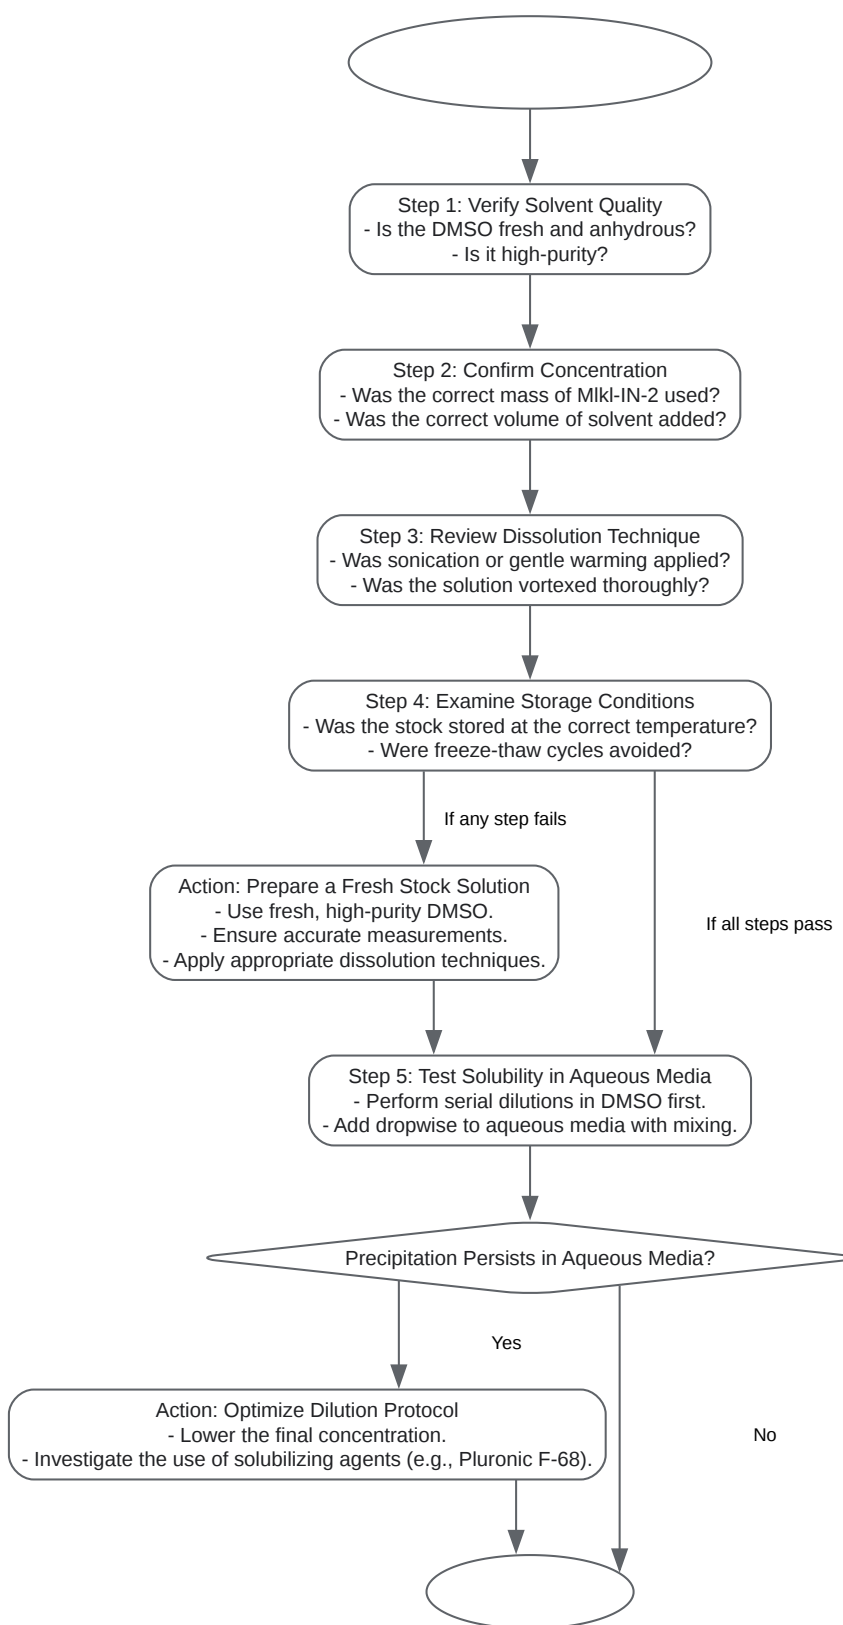 Step 1: Verify Solvent Quality
- Is the DMSO fresh and anhydrous?
- Is it high-purity?
Step 2: Confirm Concentration
- Was the correct mass of Mlkl-IN-2 used?
- Was the correct volume of solvent added?
Step 3: Review Dissolution Technique
- Was sonication or gentle warming applied?
- Was the solution vortexed thoroughly?
Step 4: Examine Storage Conditions
- Was the stock stored at the correct temperature?
- Were freeze-thaw cycles avoided?
If any step fails
Action: Prepare a Fresh Stock Solution
- Use fresh, high-purity DMSO.
- Ensure accurate measurements.
- Apply appropriate dissolution techniques.
If all steps pass
Step 5: Test Solubility in Aqueous Media
- Perform serial dilutions in DMSO first.
- Add dropwise to aqueous media with mixing.
Precipitation Persists in Aqueous Media?
Yes
Action: Optimize Dilution Protocol
- Lower the final concentration.
- Investigate the use of solubilizing agents (e.g., Pluronic F-68).
No